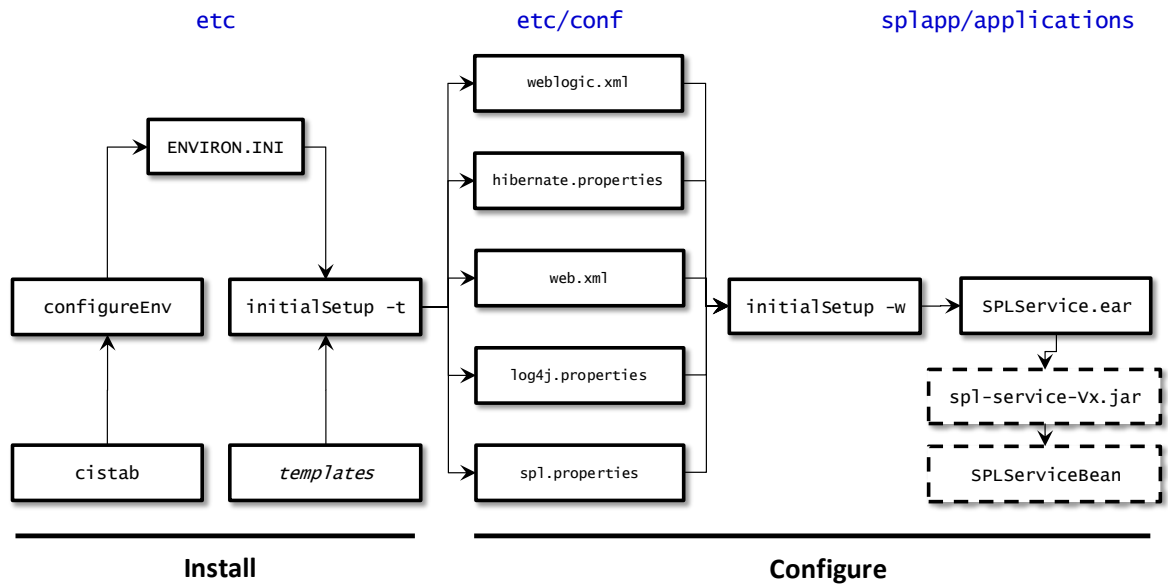 etc
etc/conf
splapp/applications
weblogic.xml
ENVIRON.INI
hibernate.properties
configureEnv
initialSetup -t
web.xml
initialSetup -w
SPLService.ear
log4j.properties
spl-service-Vx.jar
cistab
templates
spl.properties
SPLServiceBean
Install
Configure